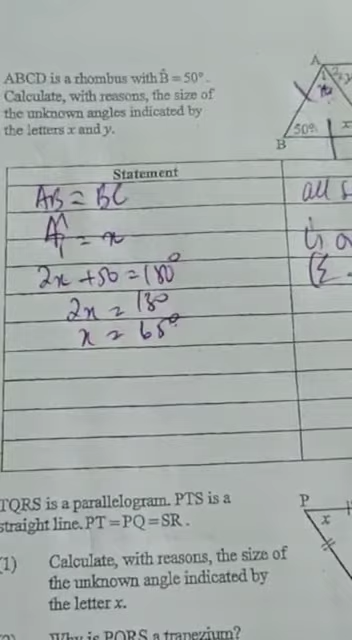 ABCD is a rhombus with B̂ = 50°.
Calculate, with reasons, the size of
the unknown angles indicated by
the letters x and y.
A
y
x
50°
x
B
Statement
AB = BC
all s
Â₁ = x
2x + 50 = 180°
(Σ
2x = 130
x = 65°
TQRS is a parallelogram. PTS is a
straight line. PT = PQ = SR.
P
x
(1) Calculate, with reasons, the size of
the unknown angle indicated by
the letter x.
Why is PQRS a trapezium?